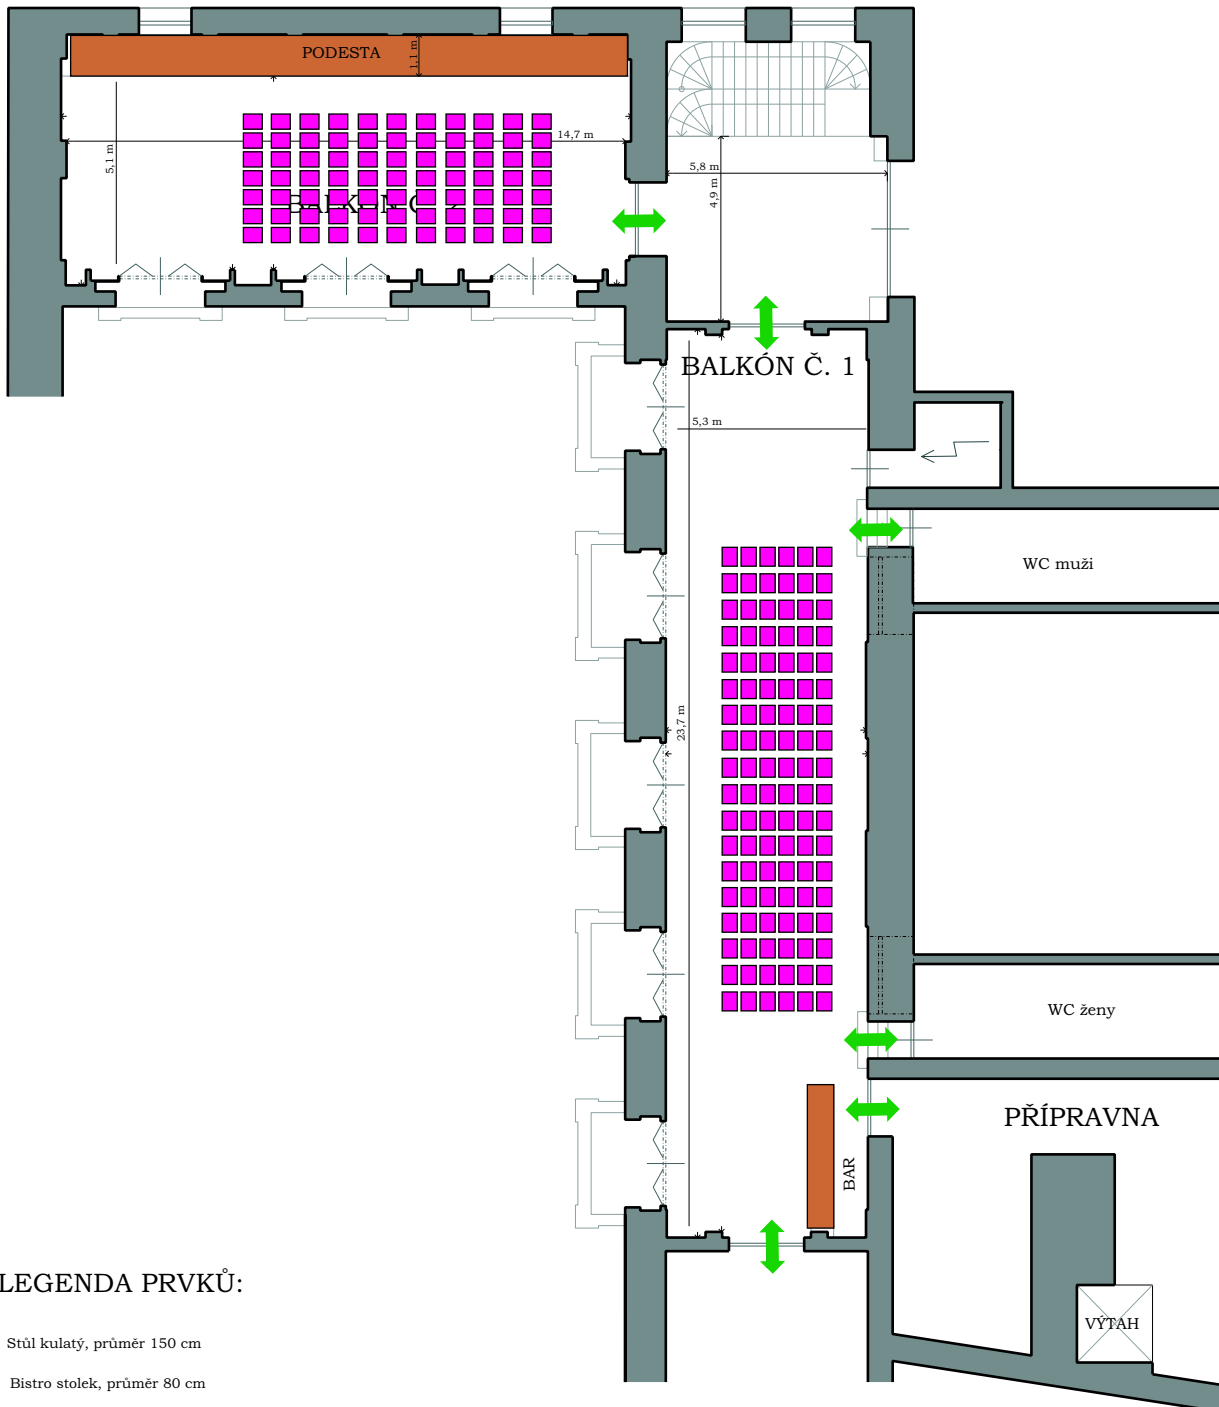 PODESTA
1,1 m
14,7 m
5,1 m
5,8 m
4,9 m
BALKÓN Č. 1
5,3 m
WC muži
23,7 m
WC ženy
PŘÍPRAVNA
BAR
LEGENDA PRVKŮ:
VÝTAH
Stůl kulatý, průměr 150 cm
Bistro stolek, průměr 80 cm